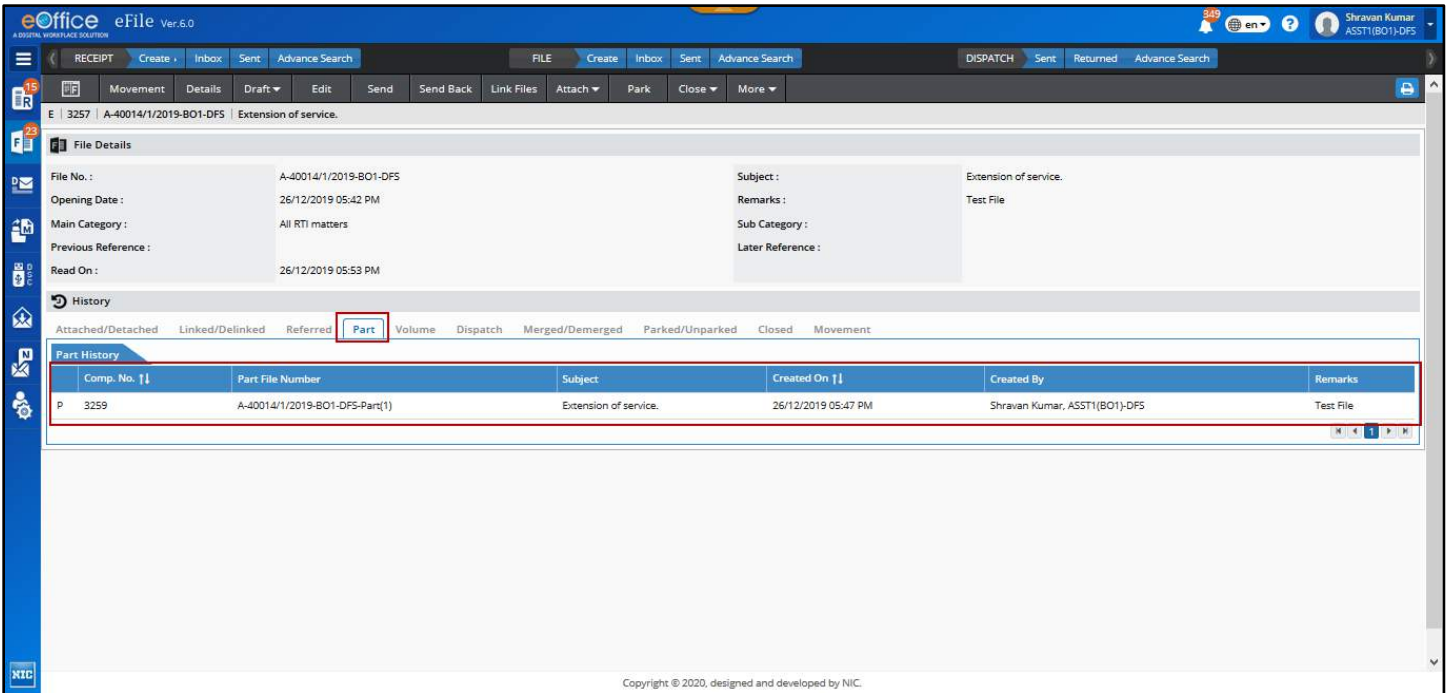 eOffice eFile Ver.6.0
A DIGITAL WORKPLACE SOLUTION
349 en ? Shravan Kumar
ASST1(BO1)-DFS
RECEIPT Create Inbox Sent Advance Search FILE Create Inbox Sent Advance Search DISPATCH Sent Returned Advance Search
Movement Details Draft Edit Send Send Back Link Files Attach Park Close More
E | 3257 | A-40014/1/2019-BO1-DFS | Extension of service.
15
R
23
F
D
M
DSC
N
File Details
File No. : A-40014/1/2019-BO1-DFS Subject : Extension of service.
Opening Date : 26/12/2019 05:42 PM Remarks : Test File
Main Category : All RTI matters Sub Category :
Previous Reference : Later Reference :
Read On : 26/12/2019 05:53 PM
History
Attached/Detached Linked/Delinked Referred Part Volume Dispatch Merged/Demerged Parked/Unparked Closed Movement
Part History
Comp. No. Part File Number Subject Created On Created By Remarks
P 3259 A-40014/1/2019-BO1-DFS-Part(1) Extension of service. 26/12/2019 05:47 PM Shravan Kumar, ASST1(BO1)-DFS Test File
1
NIC
Copyright © 2020, designed and developed by NIC.